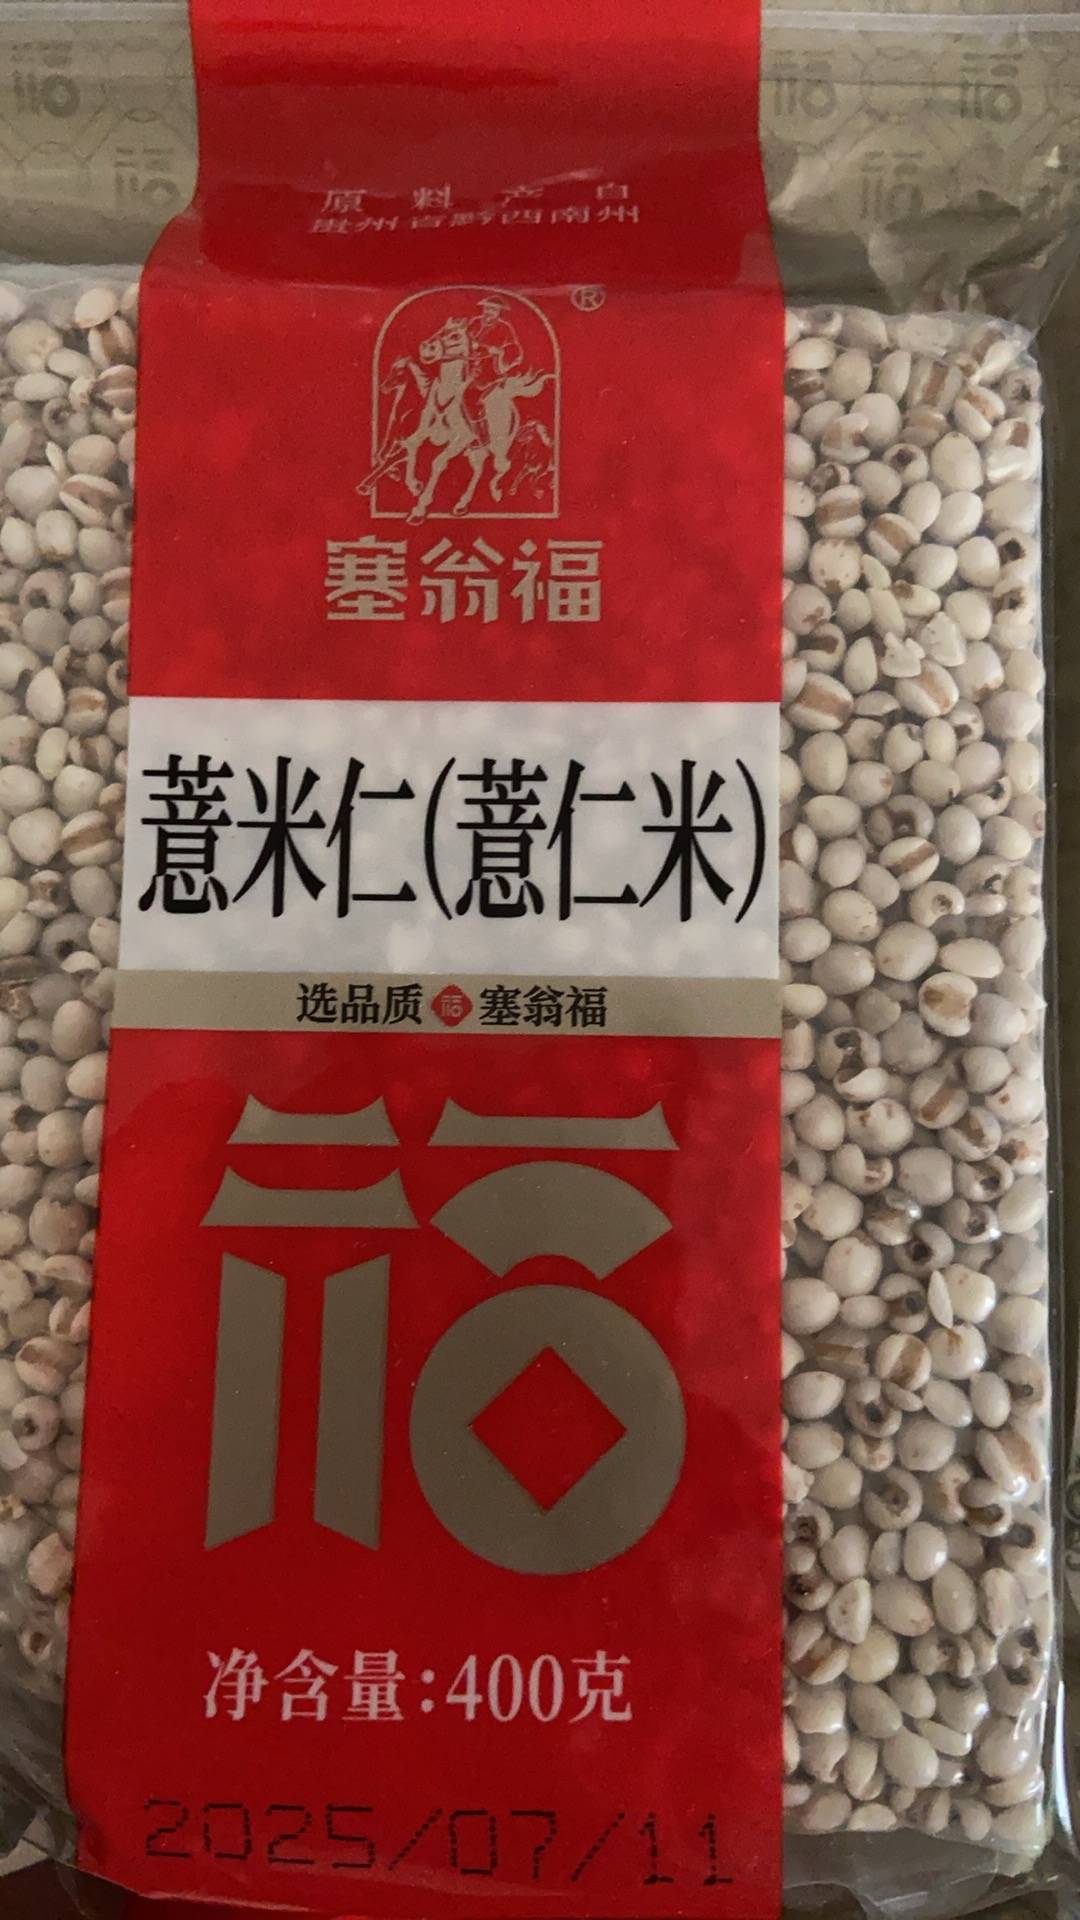 原料产自
贵州省黔西南州
®
塞翁福
薏米仁(薏仁米)
选品质 福 塞翁福
福
净含量:400克
2025/07/11